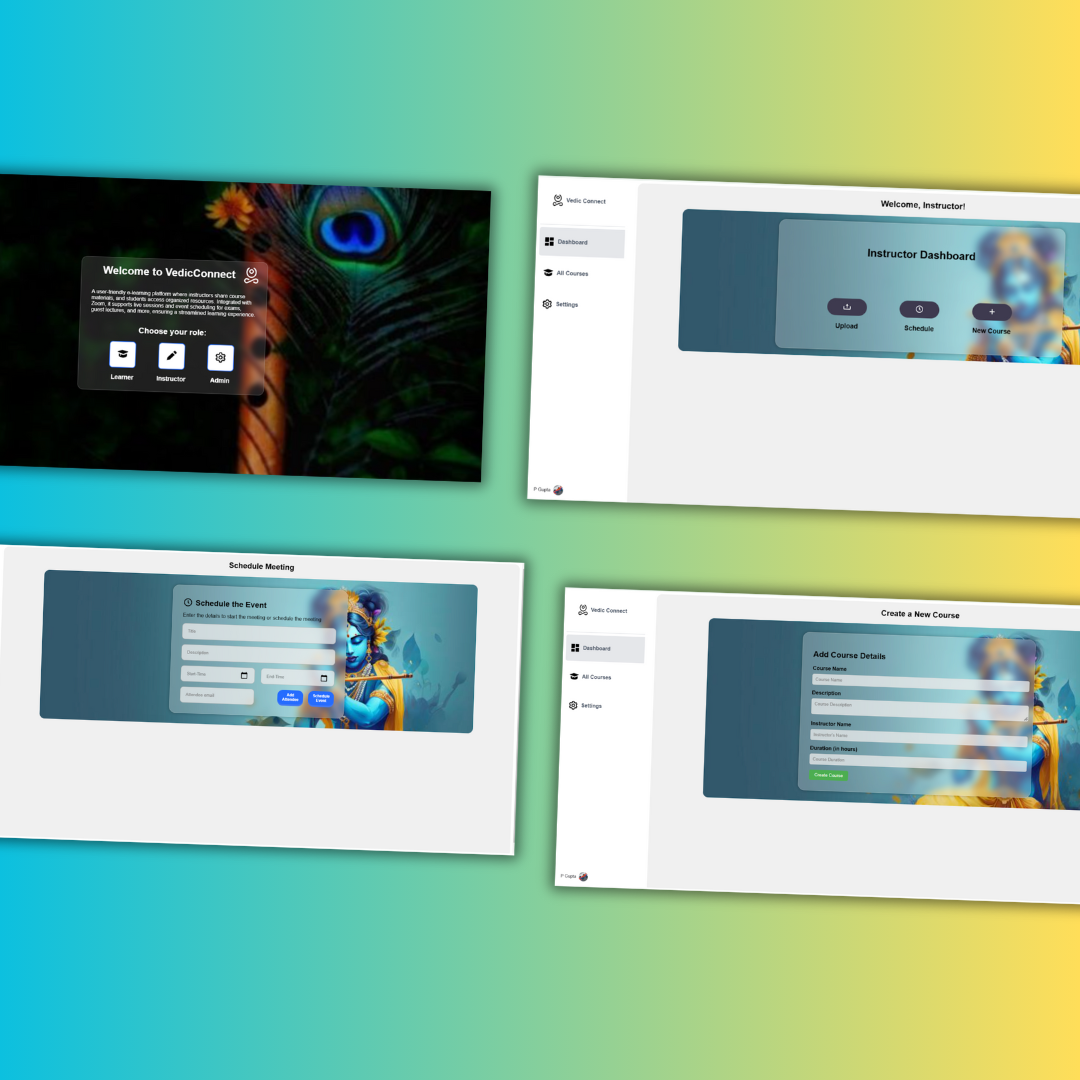 Welcome to VedicConnect
A user-friendly e-learning platform where instructors share course
materials, and students access organized resources. Integrated with
Zoom, it supports live sessions and event scheduling for exams,
guest lectures, and more, ensuring a streamlined learning experience.
Choose your role:
Learner
Instructor
Admin
Vedic Connect
Dashboard
All Courses
Settings
P Gupta
Welcome, Instructor!
Instructor Dashboard
Upload
Schedule
New Course
Schedule Meeting
Schedule the Event
Enter the details to start the meeting or schedule the meeting
Title
Description
Start Time
End Time
Attendee email
Add
Attendee
Schedule
Event
Vedic Connect
Dashboard
All Courses
Settings
P Gupta
Create a New Course
Add Course Details
Course Name
Course Name
Description
Course Description
Instructor Name
Instructor's Name
Duration (in hours)
Course Duration
Create Course